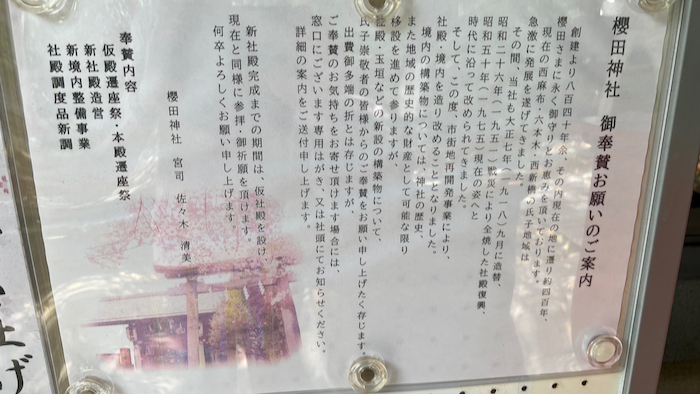 櫻田神社　御奉賛お願いのご案内
創建より八百四十年余、その内現在の地に遷り約四百年、
櫻田さまに永く御守りとお恵みを頂いております。
現在の西麻布・六本木・西新橋の氏子地域は
急激に発展を遂げてきました。
その間、当社も大正七年（一九一八）九月に造替、
昭和二十六年（一九五一）戦災により全焼した社殿復興、
昭和五十年（一九七五）現在の姿へと
時代に沿って改められてきました。
そして、この度、市街地再開発事業により、
社殿・境内を造り改めることとなりました。
境内の構築物については、神社の歴史、
また地域の歴史的な財産として可能な限り
移設を進めて参りますが、
社殿・玉垣などの新設の構築物について、
氏子崇敬者の皆様からのご奉賛をお願い申し上げたく存じます。
出費御多端の折とは存じますが、
ご奉賛のお気持ちをお寄せ頂けます場合には、
窓口にございます専用はがき、又は社頭にてお知らせください。
詳細の案内をご送付申し上げます。
新社殿完成までの期間は、仮社殿を設け、
現在と同様に参拝・御祈願を頂けます。
何卒よろしくお願い申し上げます。
櫻田神社　宮司　佐々木　清美
奉賛内容
仮殿遷座祭・本殿遷座祭
新社殿造営
新境内整備事業
社殿調度品新調
上げ